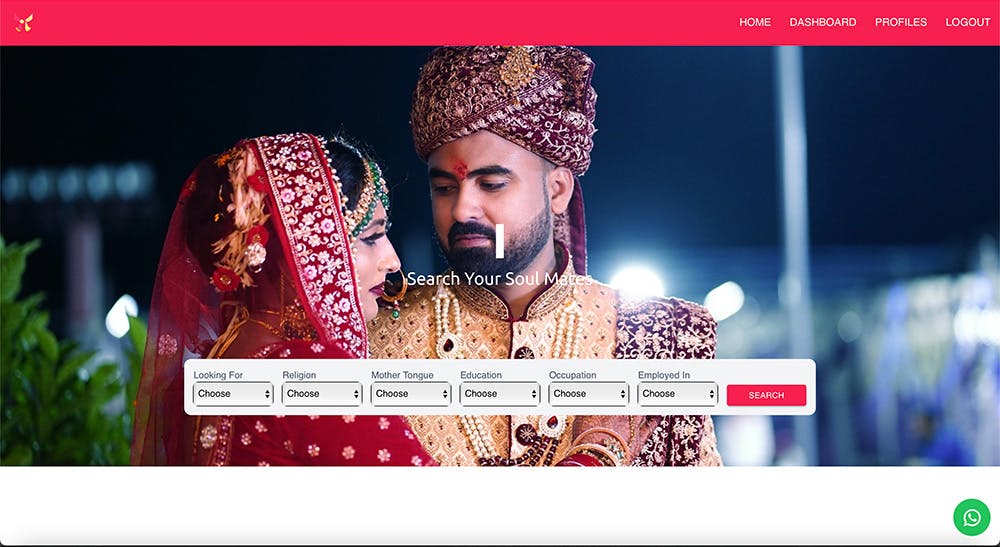 HOME DASHBOARD PROFILES LOGOUT
I
Search Your Soul Mates
Looking For Religion Mother Tongue Education Occupation Employed In
Choose Choose Choose Choose Choose Choose SEARCH